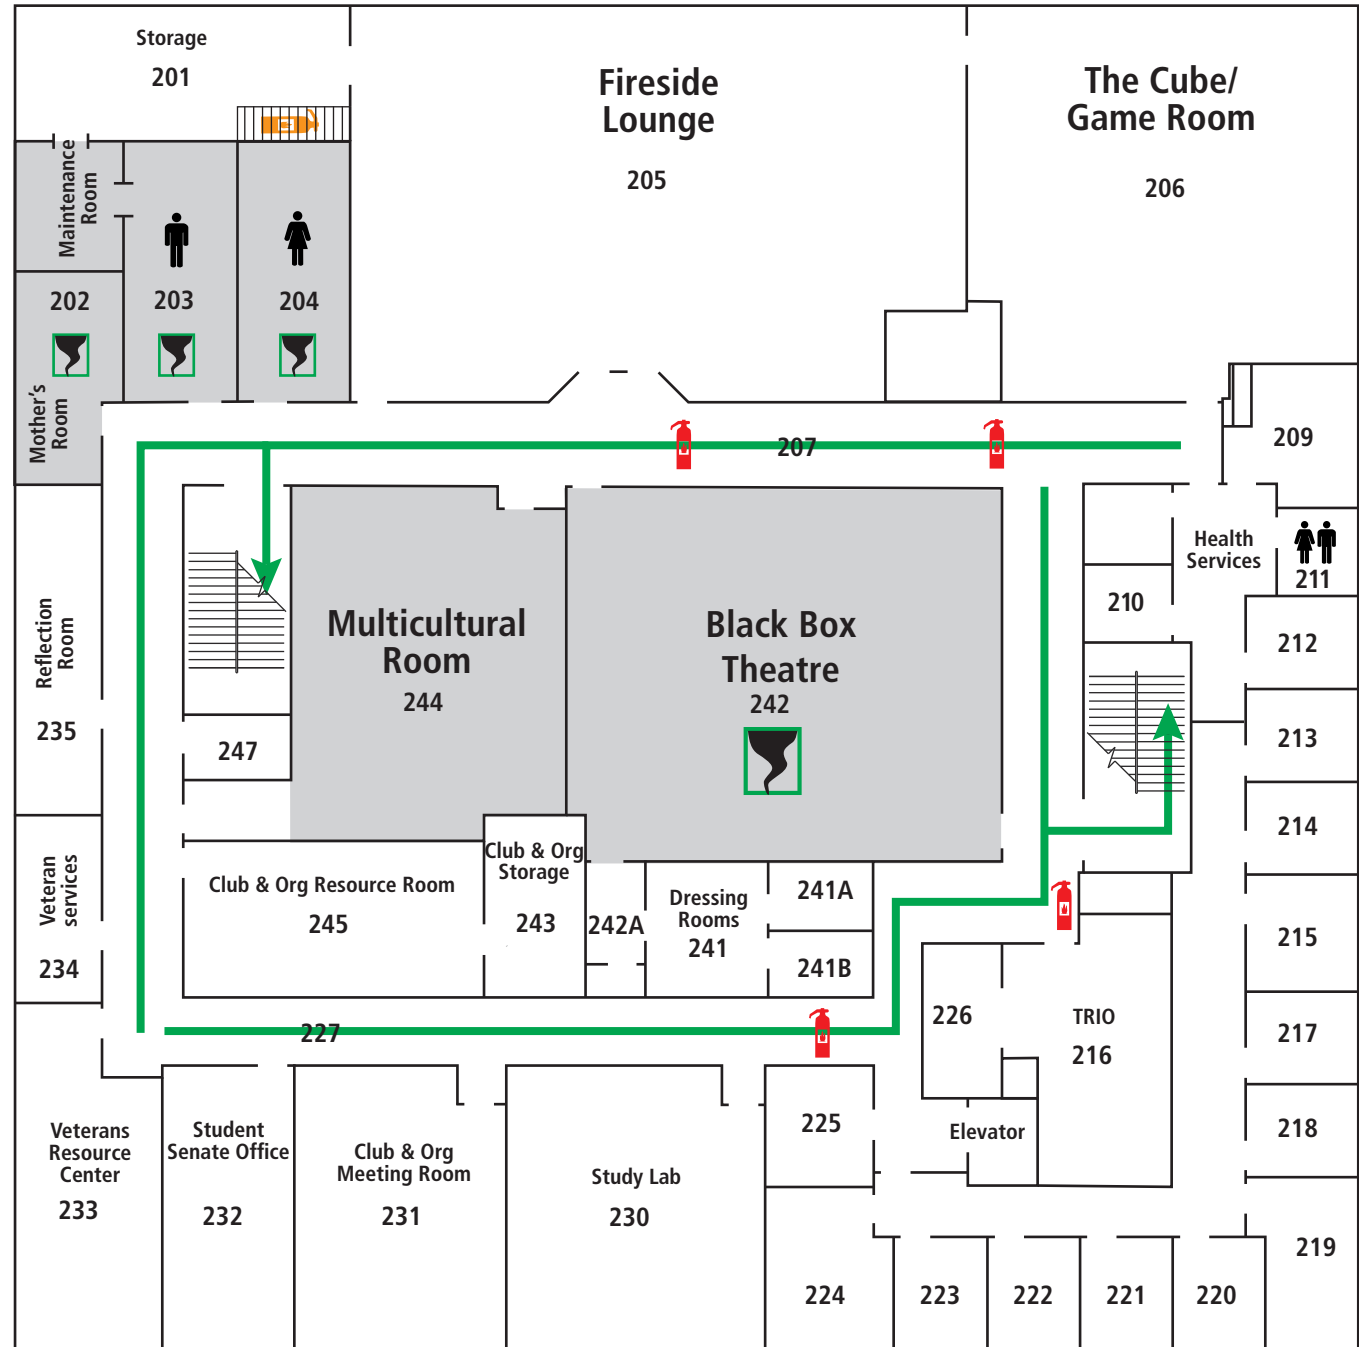 Storage
201
Fireside
Lounge
205
The Cube/
Game Room
206
Maintenance
Room
202
203
204
Mother's
Room
207
209
Health
Services
210
211
212
213
214
215
217
218
219
Reflection
Room
235
Multicultural
Room
244
Black Box
Theatre
242
247
Veteran
services
234
Club & Org Resource Room
245
Club & Org
Storage
243
242A
Dressing
Rooms
241
241A
241B
226
TRIO
216
227
Elevator
225
Veterans
Resource
Center
233
Student
Senate Office
232
Club & Org
Meeting Room
231
Study Lab
230
224
223
222
221
220